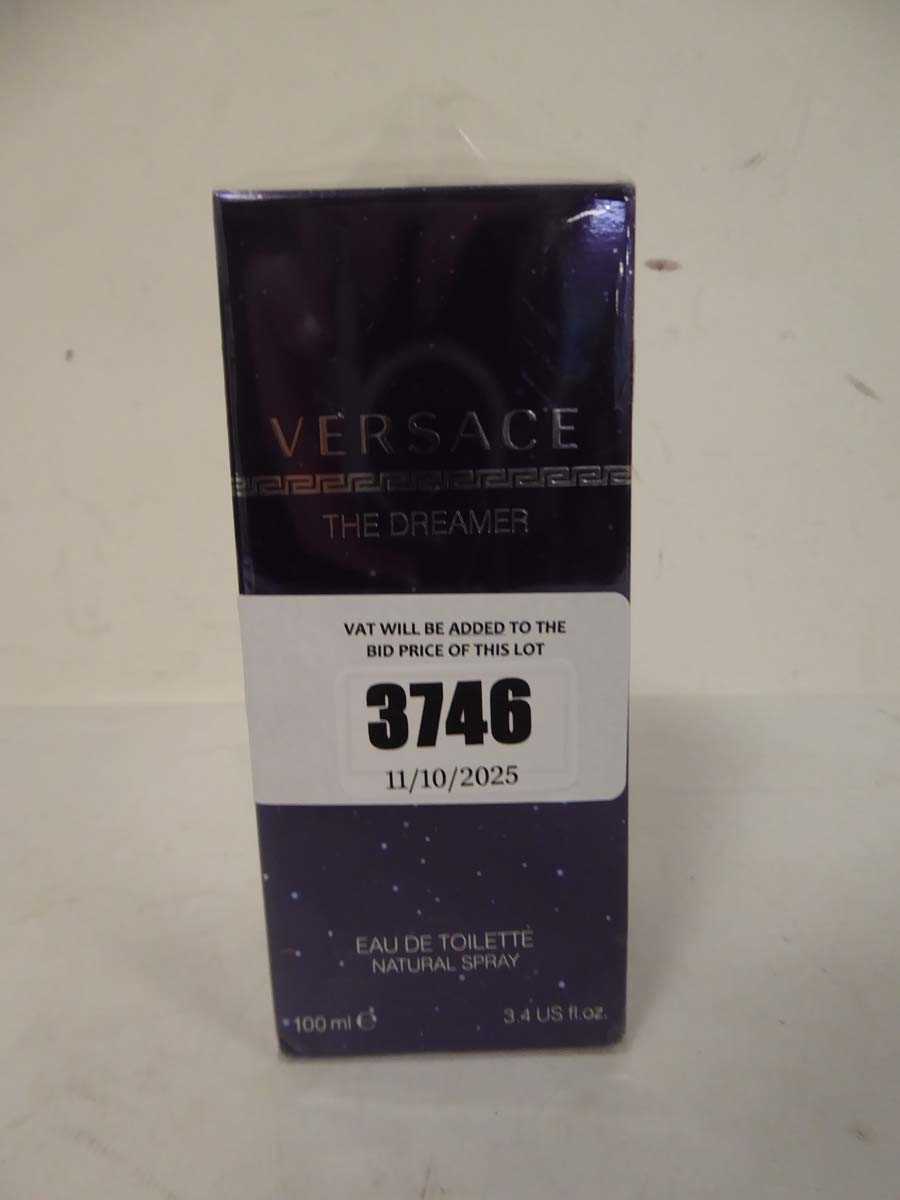 VERSACE
THE DREAMER
VAT WILL BE ADDED TO THE
BID PRICE OF THIS LOT
3746
11/10/2025
EAU DE TOILETTE
NATURAL SPRAY
100 ml ℮ 3.4 US fl.oz.